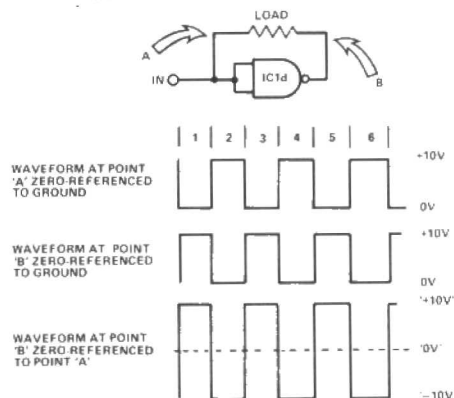 LOAD
A
IN
IC1d
B
1 2 3 4 5 6
WAVEFORM AT POINT
'A' ZERO-REFERENCED
TO GROUND
+10V
0V
WAVEFORM AT POINT
'B' ZERO-REFERENCED
TO GROUND
+10V
0V
WAVEFORM AT POINT
'B' ZERO-REFERENCED
TO POINT 'A'
'+10V'
'0V'
'-10V'